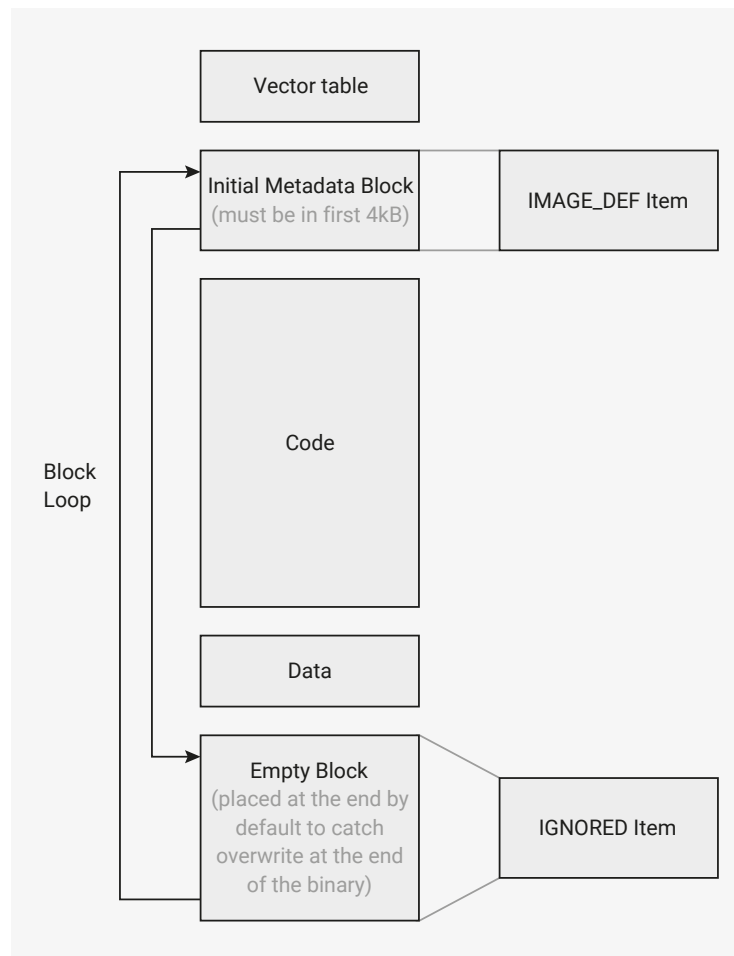 Vector table
Initial Metadata Block
(must be in first 4kB)
IMAGE_DEF Item
Code
Block
Loop
Data
Empty Block
(placed at the end by
default to catch
overwrite at the end
of the binary)
IGNORED Item